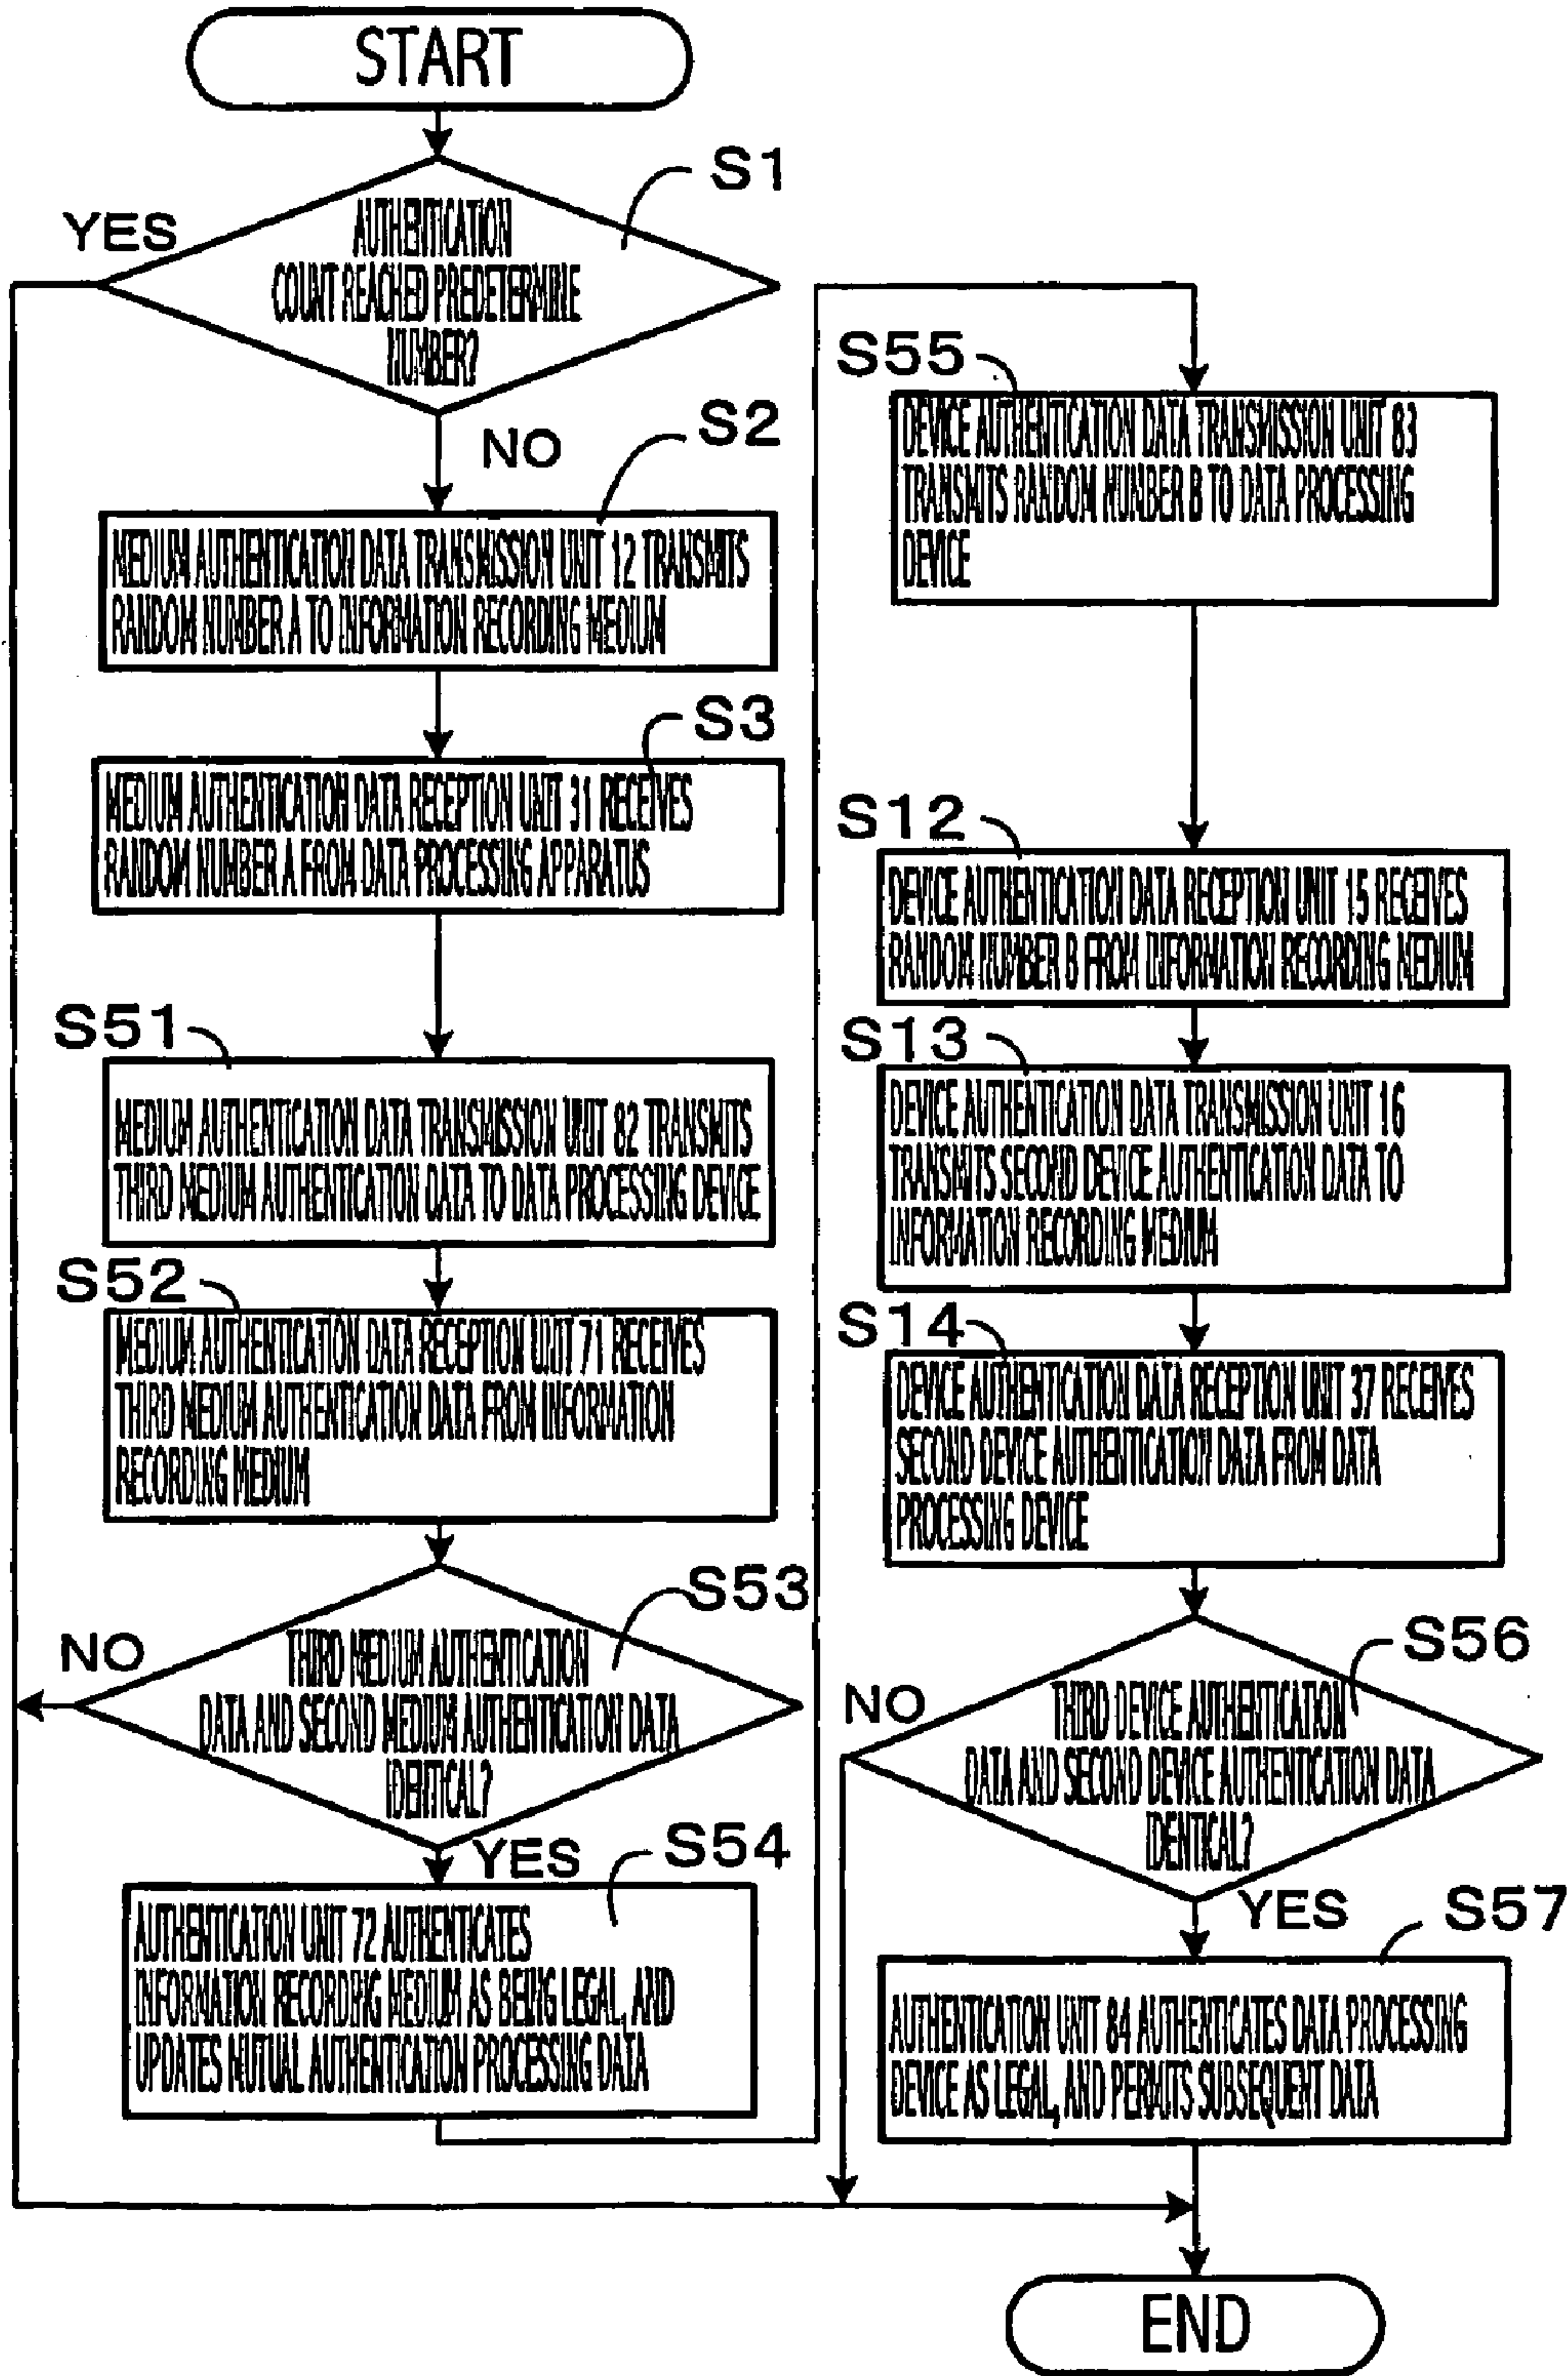 START
S1
YES
AUTHENTICATION
COUNT REACHED PREDETERMINE
NUMBER?
NO
S2
MEDIUM AUTHENTICATION DATA TRANSMISSION UNIT 12 TRANSMITS
RANDOM NUMBER A TO INFORMATION RECORDING MEDIUM
S3
MEDIUM AUTHENTICATION DATA RECEPTION UNIT 31 RECEIVES
RANDOM NUMBER A FROM DATA PROCESSING APPARATUS
S51
MEDIUM AUTHENTICATION DATA TRANSMISSION UNIT 82 TRANSMITS
THIRD MEDIUM AUTHENTICATION DATA TO DATA PROCESSING DEVICE
S52
MEDIUM AUTHENTICATION DATA RECEPTION UNIT 71 RECEIVES
THIRD MEDIUM AUTHENTICATION DATA FROM INFORMATION
RECORDING MEDIUM
S53
NO
THIRD MEDIUM AUTHENTICATION
DATA AND SECOND MEDIUM AUTHENTICATION DATA
IDENTICAL?
YES
S54
AUTHENTICATION UNIT 72 AUTHENTICATES
INFORMATION RECORDING MEDIUM AS BEING LEGAL, AND
UPDATES MUTUAL AUTHENTICATION PROCESSING DATA
S55
DEVICE AUTHENTICATION DATA TRANSMISSION UNIT 83
TRANSMITS RANDOM NUMBER B TO DATA PROCESSING
DEVICE
S12
DEVICE AUTHENTICATION DATA RECEPTION UNIT 15 RECEIVES
RANDOM NUMBER B FROM INFORMATION RECORDING MEDIUM
S13
DEVICE AUTHENTICATION DATA TRANSMISSION UNIT 16
TRANSMITS SECOND DEVICE AUTHENTICATION DATA TO
INFORMATION RECORDING MEDIUM
S14
DEVICE AUTHENTICATION DATA RECEPTION UNIT 37 RECEIVES
SECOND DEVICE AUTHENTICATION DATA FROM DATA
PROCESSING DEVICE
S56
NO
THIRD DEVICE AUTHENTICATION
DATA AND SECOND DEVICE AUTHENTICATION DATA
IDENTICAL?
YES
S57
AUTHENTICATION UNIT 84 AUTHENTICATES DATA PROCESSING
DEVICE AS LEGAL, AND PERMITS SUBSEQUENT DATA
END